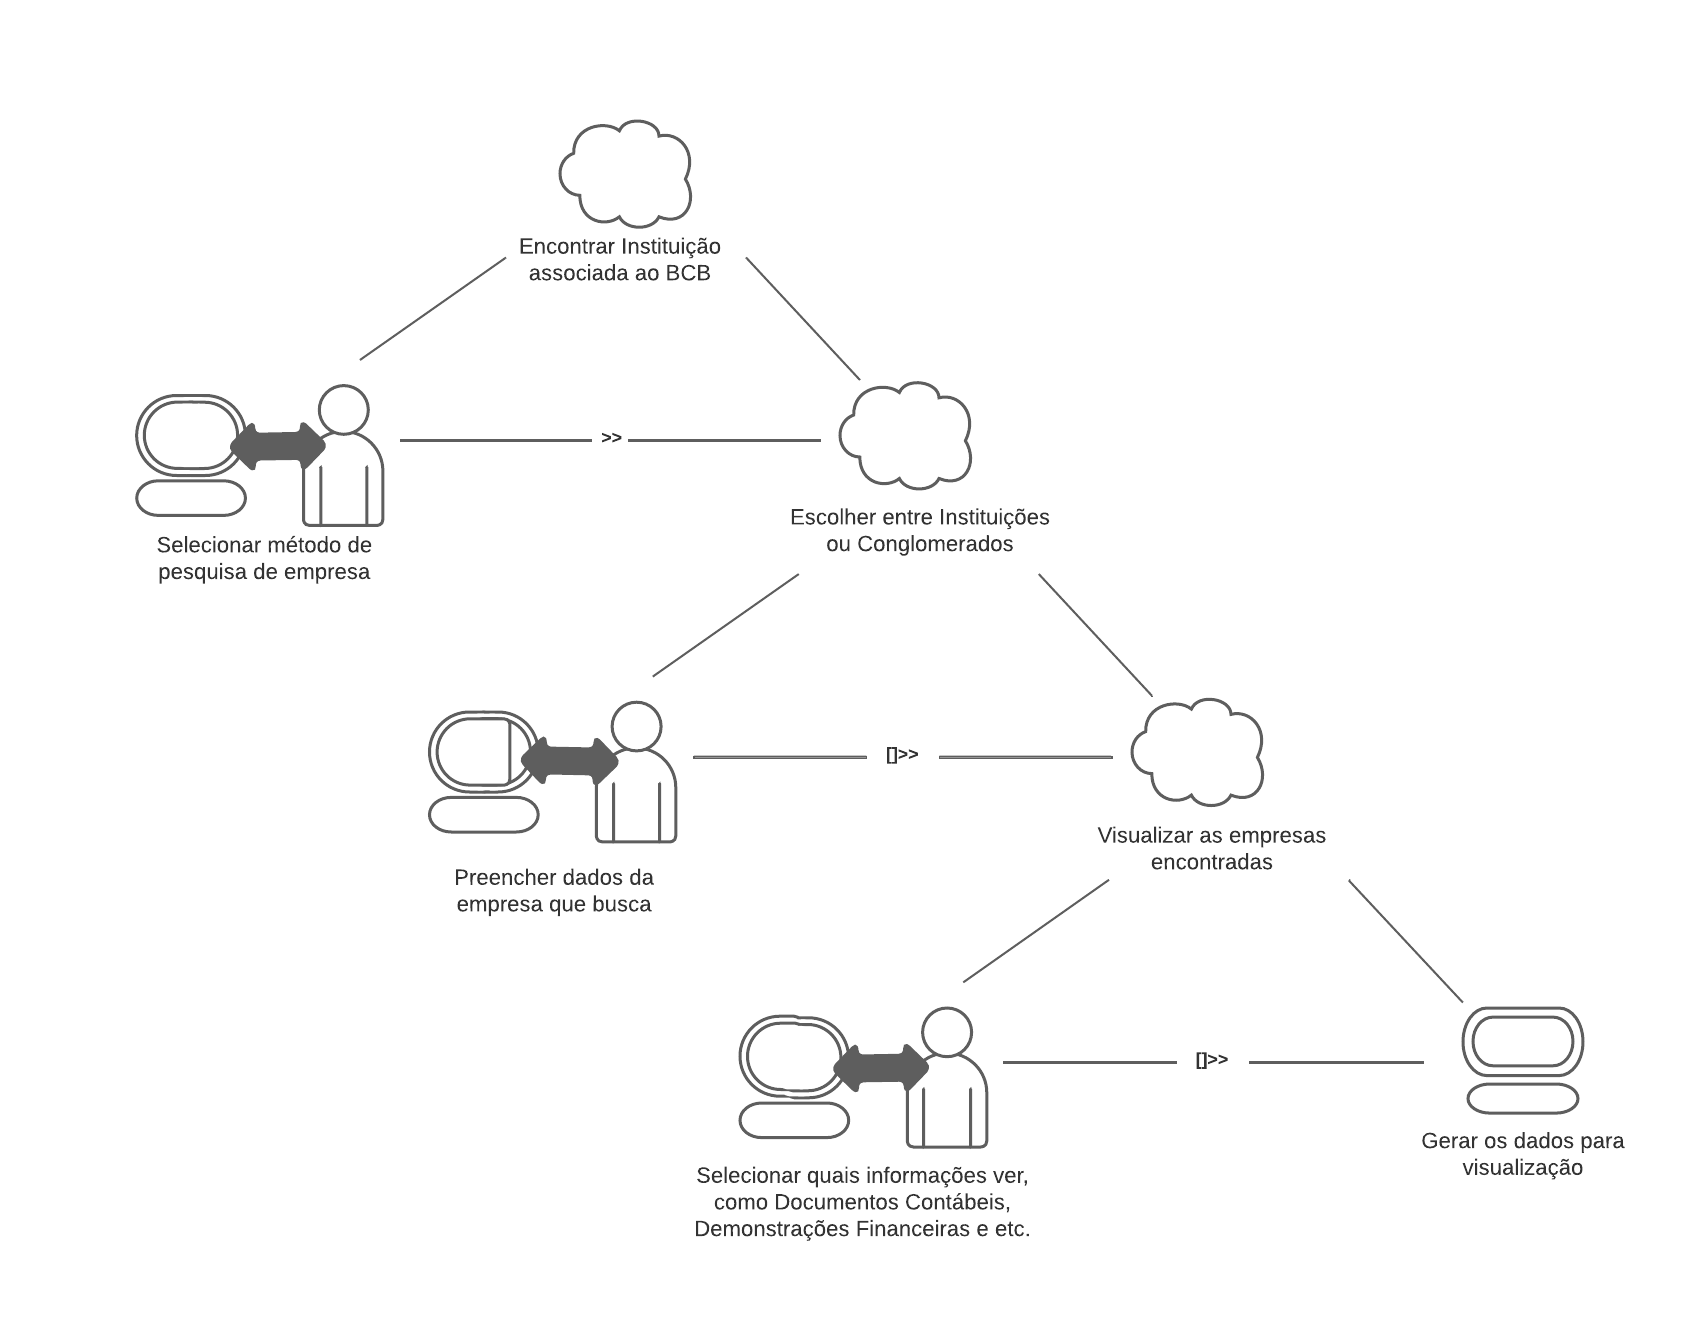 Encontrar Instituição
associada ao BCB
>>
Selecionar método de
pesquisa de empresa
Escolher entre Instituições
ou Conglomerados
[]>>
Preencher dados da
empresa que busca
Visualizar as empresas
encontradas
[]>>
Selecionar quais informações ver,
como Documentos Contábeis,
Demonstrações Financeiras e etc.
Gerar os dados para
visualização